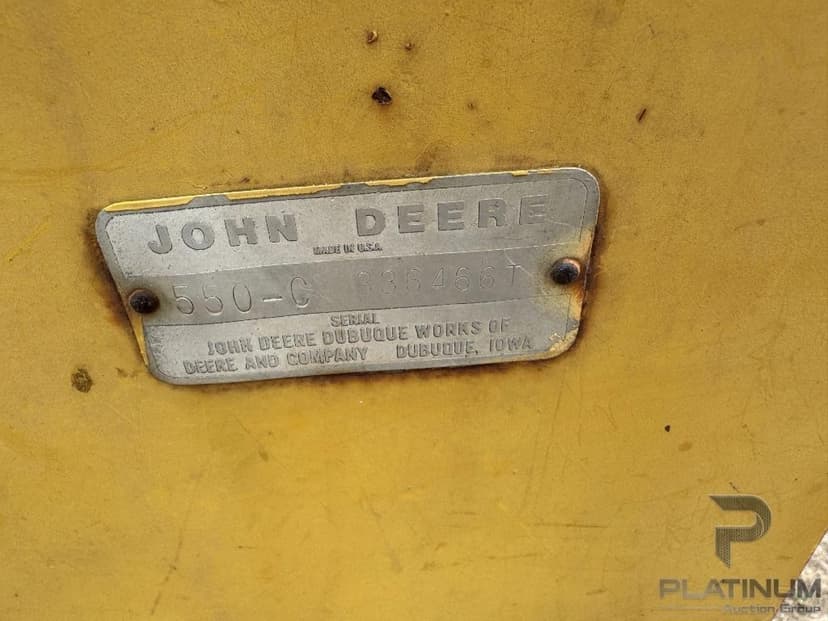 JOHN DEERE
MADE IN U.S.A.
550-C 336466T
SERIAL
JOHN DEERE DUBUQUE WORKS OF
DEERE AND COMPANY DUBUQUE, IOWA
P
PLATINUM
Auction Group